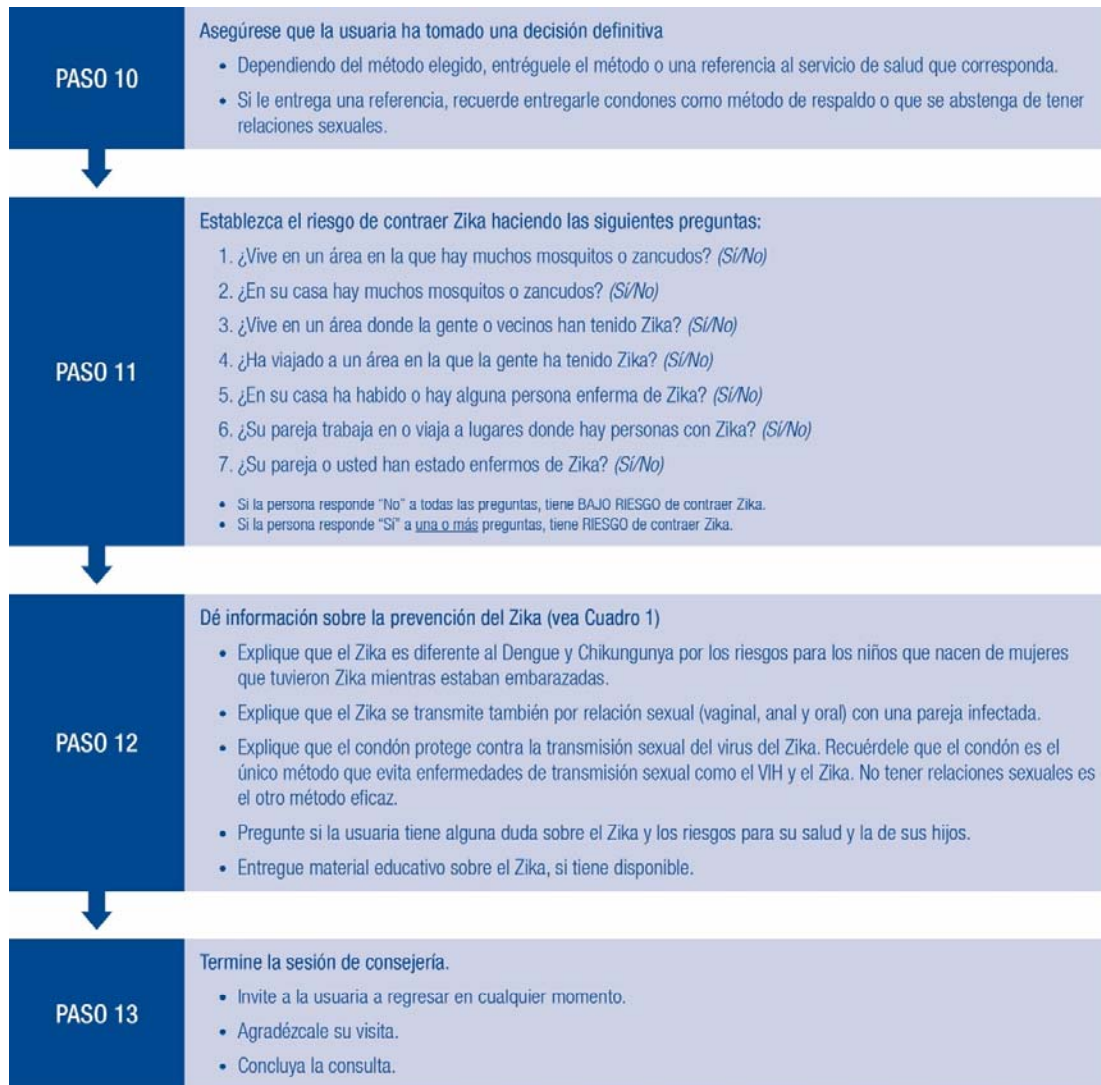 PASO 10
Asegúrese que la usuaria ha tomado una decisión definitiva
• Dependiendo del método elegido, entréguele el método o una referencia al servicio de salud que corresponda.
• Si le entrega una referencia, recuerde entregarle condones como método de respaldo o que se abstenga de tener
relaciones sexuales.
PASO 11
Establezca el riesgo de contraer Zika haciendo las siguientes preguntas:
1. ¿Vive en un área en la que hay muchos mosquitos o zancudos? (Sí/No)
2. ¿En su casa hay muchos mosquitos o zancudos? (Sí/No)
3. ¿Vive en un área donde la gente o vecinos han tenido Zika? (Sí/No)
4. ¿Ha viajado a un área en la que la gente ha tenido Zika? (Sí/No)
5. ¿En su casa ha habido o hay alguna persona enferma de Zika? (Sí/No)
6. ¿Su pareja trabaja en o viaja a lugares donde hay personas con Zika? (Sí/No)
7. ¿Su pareja o usted han estado enfermos de Zika? (Sí/No)
• Si la persona responde "No" a todas las preguntas, tiene BAJO RIESGO de contraer Zika.
• Si la persona responde "Sí" a una o más preguntas, tiene RIESGO de contraer Zika.
PASO 12
Dé información sobre la prevención del Zika (vea Cuadro 1)
• Explique que el Zika es diferente al Dengue y Chikungunya por los riesgos para los niños que nacen de mujeres
que tuvieron Zika mientras estaban embarazadas.
• Explique que el Zika se transmite también por relación sexual (vaginal, anal y oral) con una pareja infectada.
• Explique que el condón protege contra la transmisión sexual del virus del Zika. Recuérdele que el condón es el
único método que evita enfermedades de transmisión sexual como el VIH y el Zika. No tener relaciones sexuales es
el otro método eficaz.
• Pregunte si la usuaria tiene alguna duda sobre el Zika y los riesgos para su salud y la de sus hijos.
• Entregue material educativo sobre el Zika, si tiene disponible.
PASO 13
Termine la sesión de consejería.
• Invite a la usuaria a regresar en cualquier momento.
• Agradézcale su visita.
• Concluya la consulta.